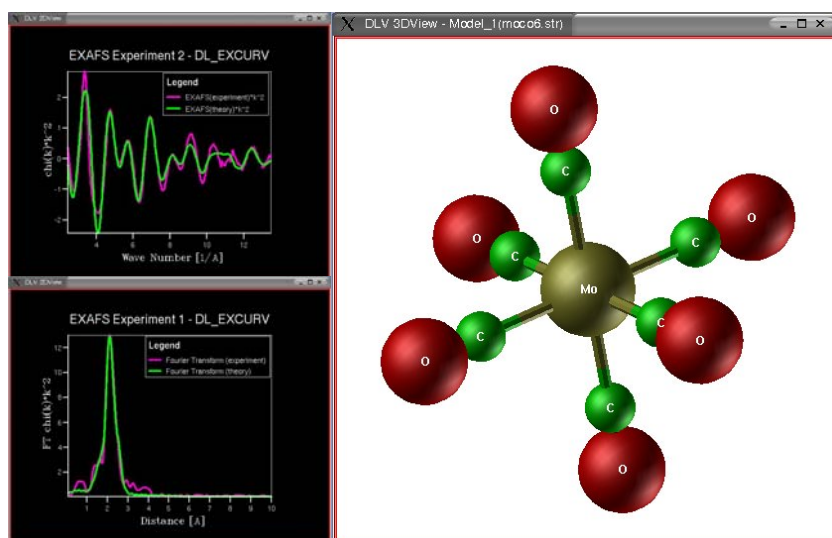 DLV 3DView
EXAFS Experiment 2 - DL_EXCURV
Legend
EXAFS(experiment)*k^2
EXAFS(theory)*k^2
chi(k)*k^2
2
1
0
-1
-2
4 6 8 10 12
Wave Number [1/A]
DLV 3DView
EXAFS Experiment 1 - DL_EXCURV
Legend
Fourier Transform (experiment)
Fourier Transform (theory)
FT chi(k)*k^2
12
10
8
6
4
2
1 2 3 4 5 6 7 8 9 10
Distance [A]
DLV 3DView - Model_1(moco6.str)
O
C
O
C
O
C
Mo
C
C
O
O
C
O